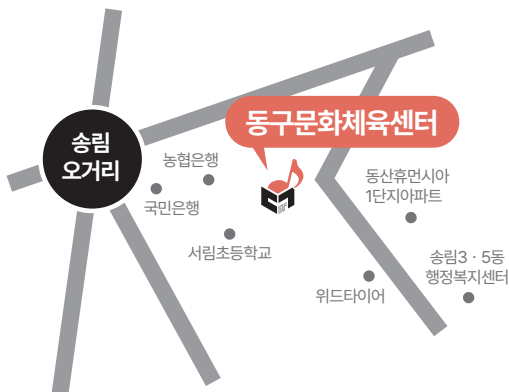 동구문화체육센터
송림
오거리
농협은행
국민은행
서림초등학교
동산휴먼시아
1단지아파트
송림3 · 5동
행정복지센터
위드타이어